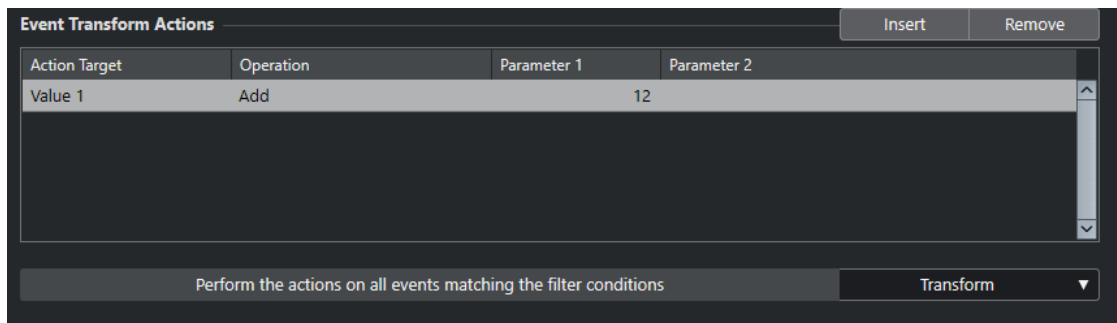 Event Transform Actions Insert Remove
Action Target Operation Parameter 1 Parameter 2
Value 1 Add 12
Perform the actions on all events matching the filter conditions Transform